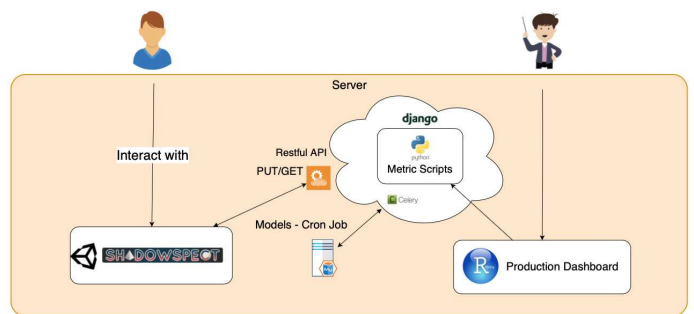 Server
django
python
Metric Scripts
Celery
Interact with
Restful API
PUT/GET
Models - Cron Job
SHADOWSPECT
R
Production Dashboard